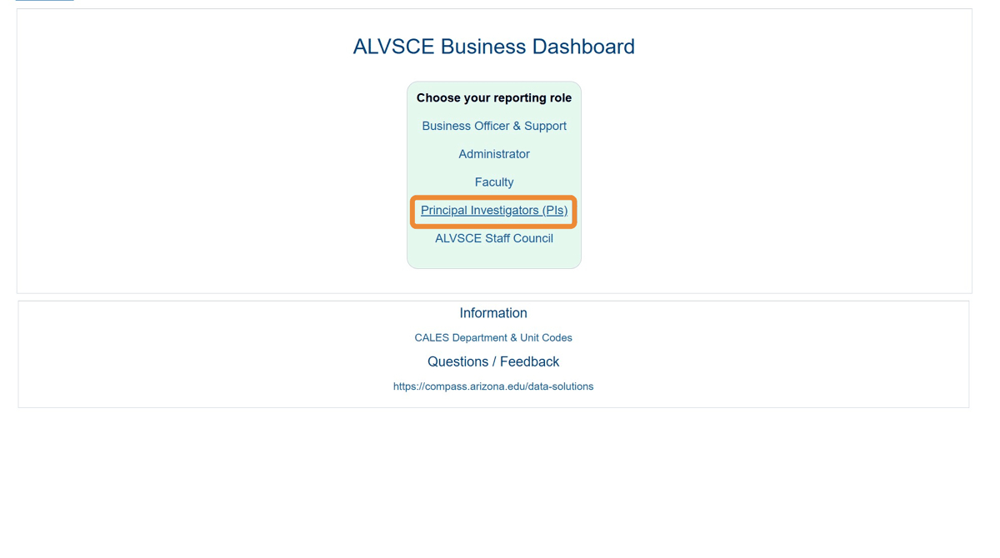 ALVSCE Business Dashboard
Choose your reporting role
Business Officer & Support
Administrator
Faculty
Principal Investigators (PIs)
ALVSCE Staff Council
Information
CALES Department & Unit Codes
Questions / Feedback
https://compass.arizona.edu/data-solutions